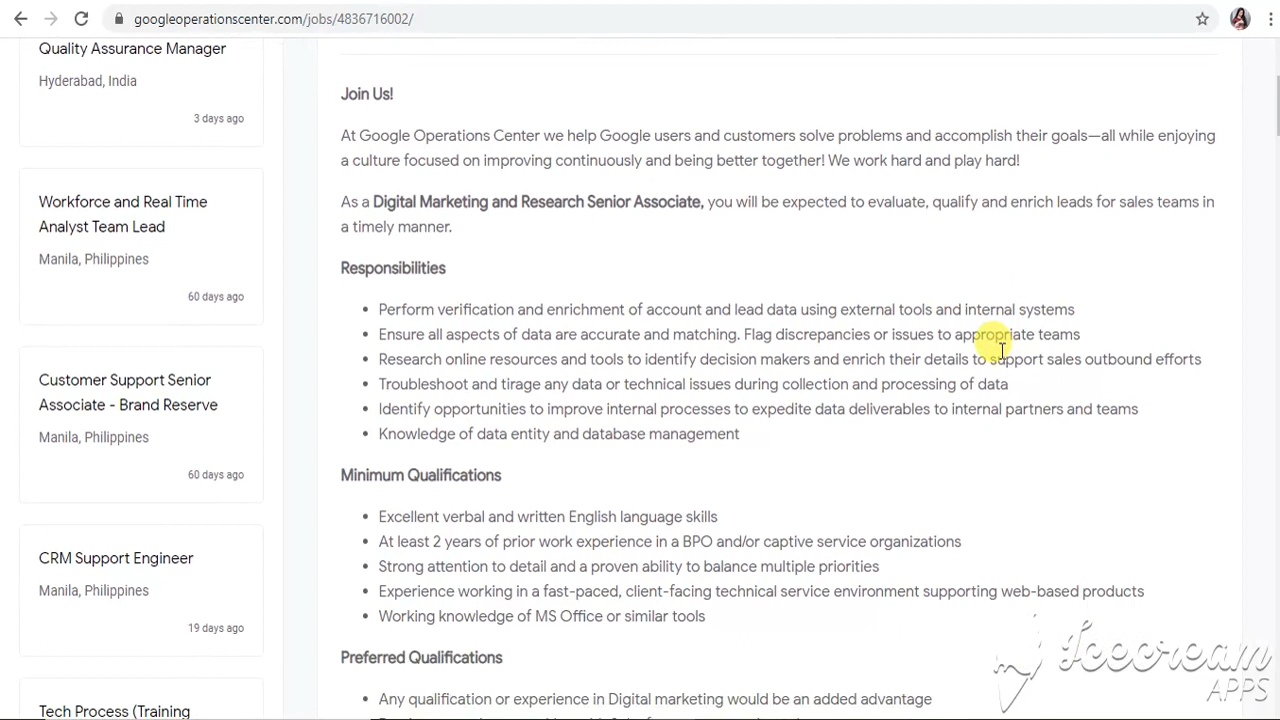 googleoperationscenter.com/jobs/4836716002/
Quality Assurance Manager
Hyderabad, India
3 days ago
Workforce and Real Time
Analyst Team Lead
Manila, Philippines
60 days ago
Customer Support Senior
Associate - Brand Reserve
Manila, Philippines
60 days ago
CRM Support Engineer
Manila, Philippines
19 days ago
Tech Process (Training
Join Us!
At Google Operations Center we help Google users and customers solve problems and accomplish their goals—all while enjoying
a culture focused on improving continuously and being better together! We work hard and play hard!
As a Digital Marketing and Research Senior Associate, you will be expected to evaluate, qualify and enrich leads for sales teams in
a timely manner.
Responsibilities
• Perform verification and enrichment of account and lead data using external tools and internal systems
• Ensure all aspects of data are accurate and matching. Flag discrepancies or issues to appropriate teams
• Research online resources and tools to identify decision makers and enrich their details to support sales outbound efforts
• Troubleshoot and tirage any data or technical issues during collection and processing of data
• Identify opportunities to improve internal processes to expedite data deliverables to internal partners and teams
• Knowledge of data entity and database management
Minimum Qualifications
• Excellent verbal and written English language skills
• At least 2 years of prior work experience in a BPO and/or captive service organizations
• Strong attention to detail and a proven ability to balance multiple priorities
• Experience working in a fast-paced, client-facing technical service environment supporting web-based products
• Working knowledge of MS Office or similar tools
Preferred Qualifications
• Any qualification or experience in Digital marketing would be an added advantage
Icecream
APPS